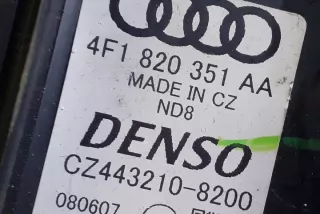 4F1 820 351 AA
MADE IN CZ
ND8
DENSO
CZ443210-8200
080607